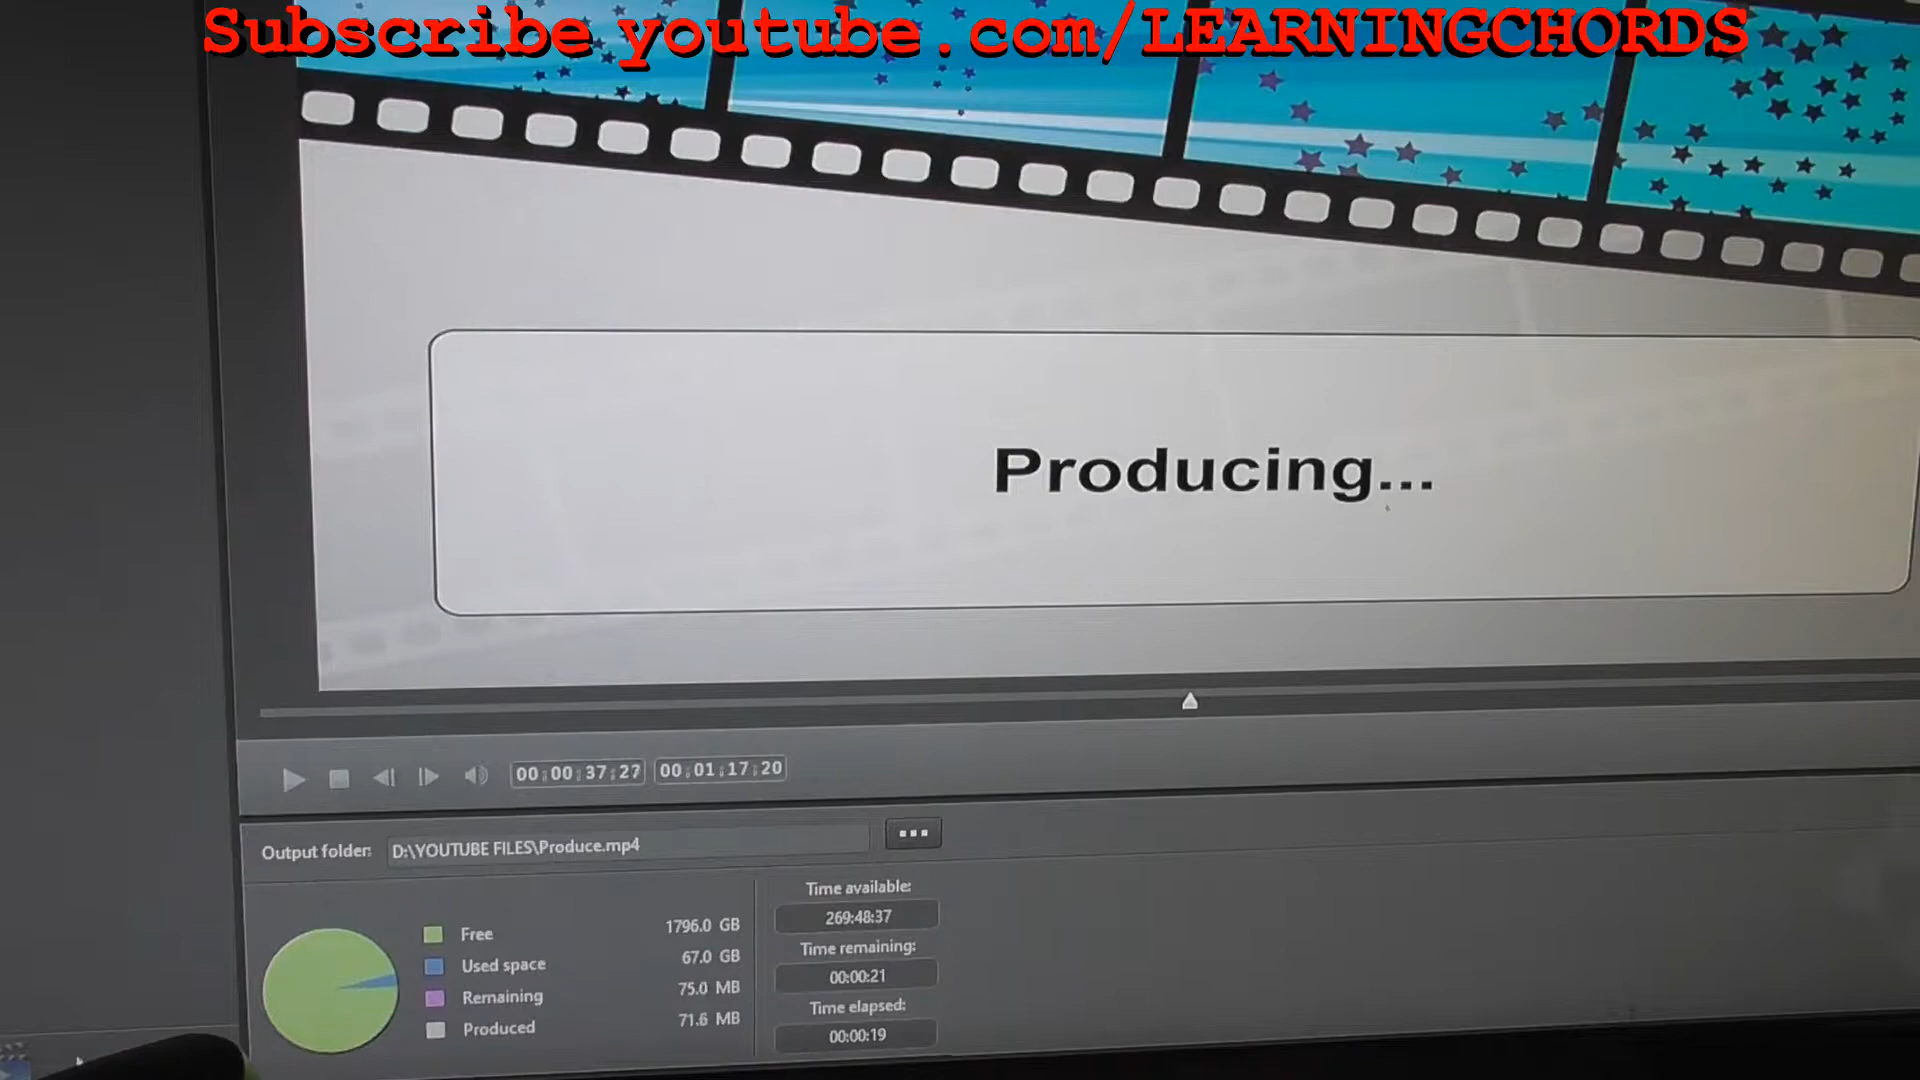 Subscribe youtube.com/LEARNINGCHORDS
Producing...
00;00;37;27 00;01;17;20
Output folder: D:\YOUTUBE FILES\Produce.mp4 ...
Free 1796.0 GB
Used space 67.0 GB
Remaining 75.0 MB
Produced 71.6 MB
Time available:
269:48:37
Time remaining:
00:00:21
Time elapsed:
00:00:19